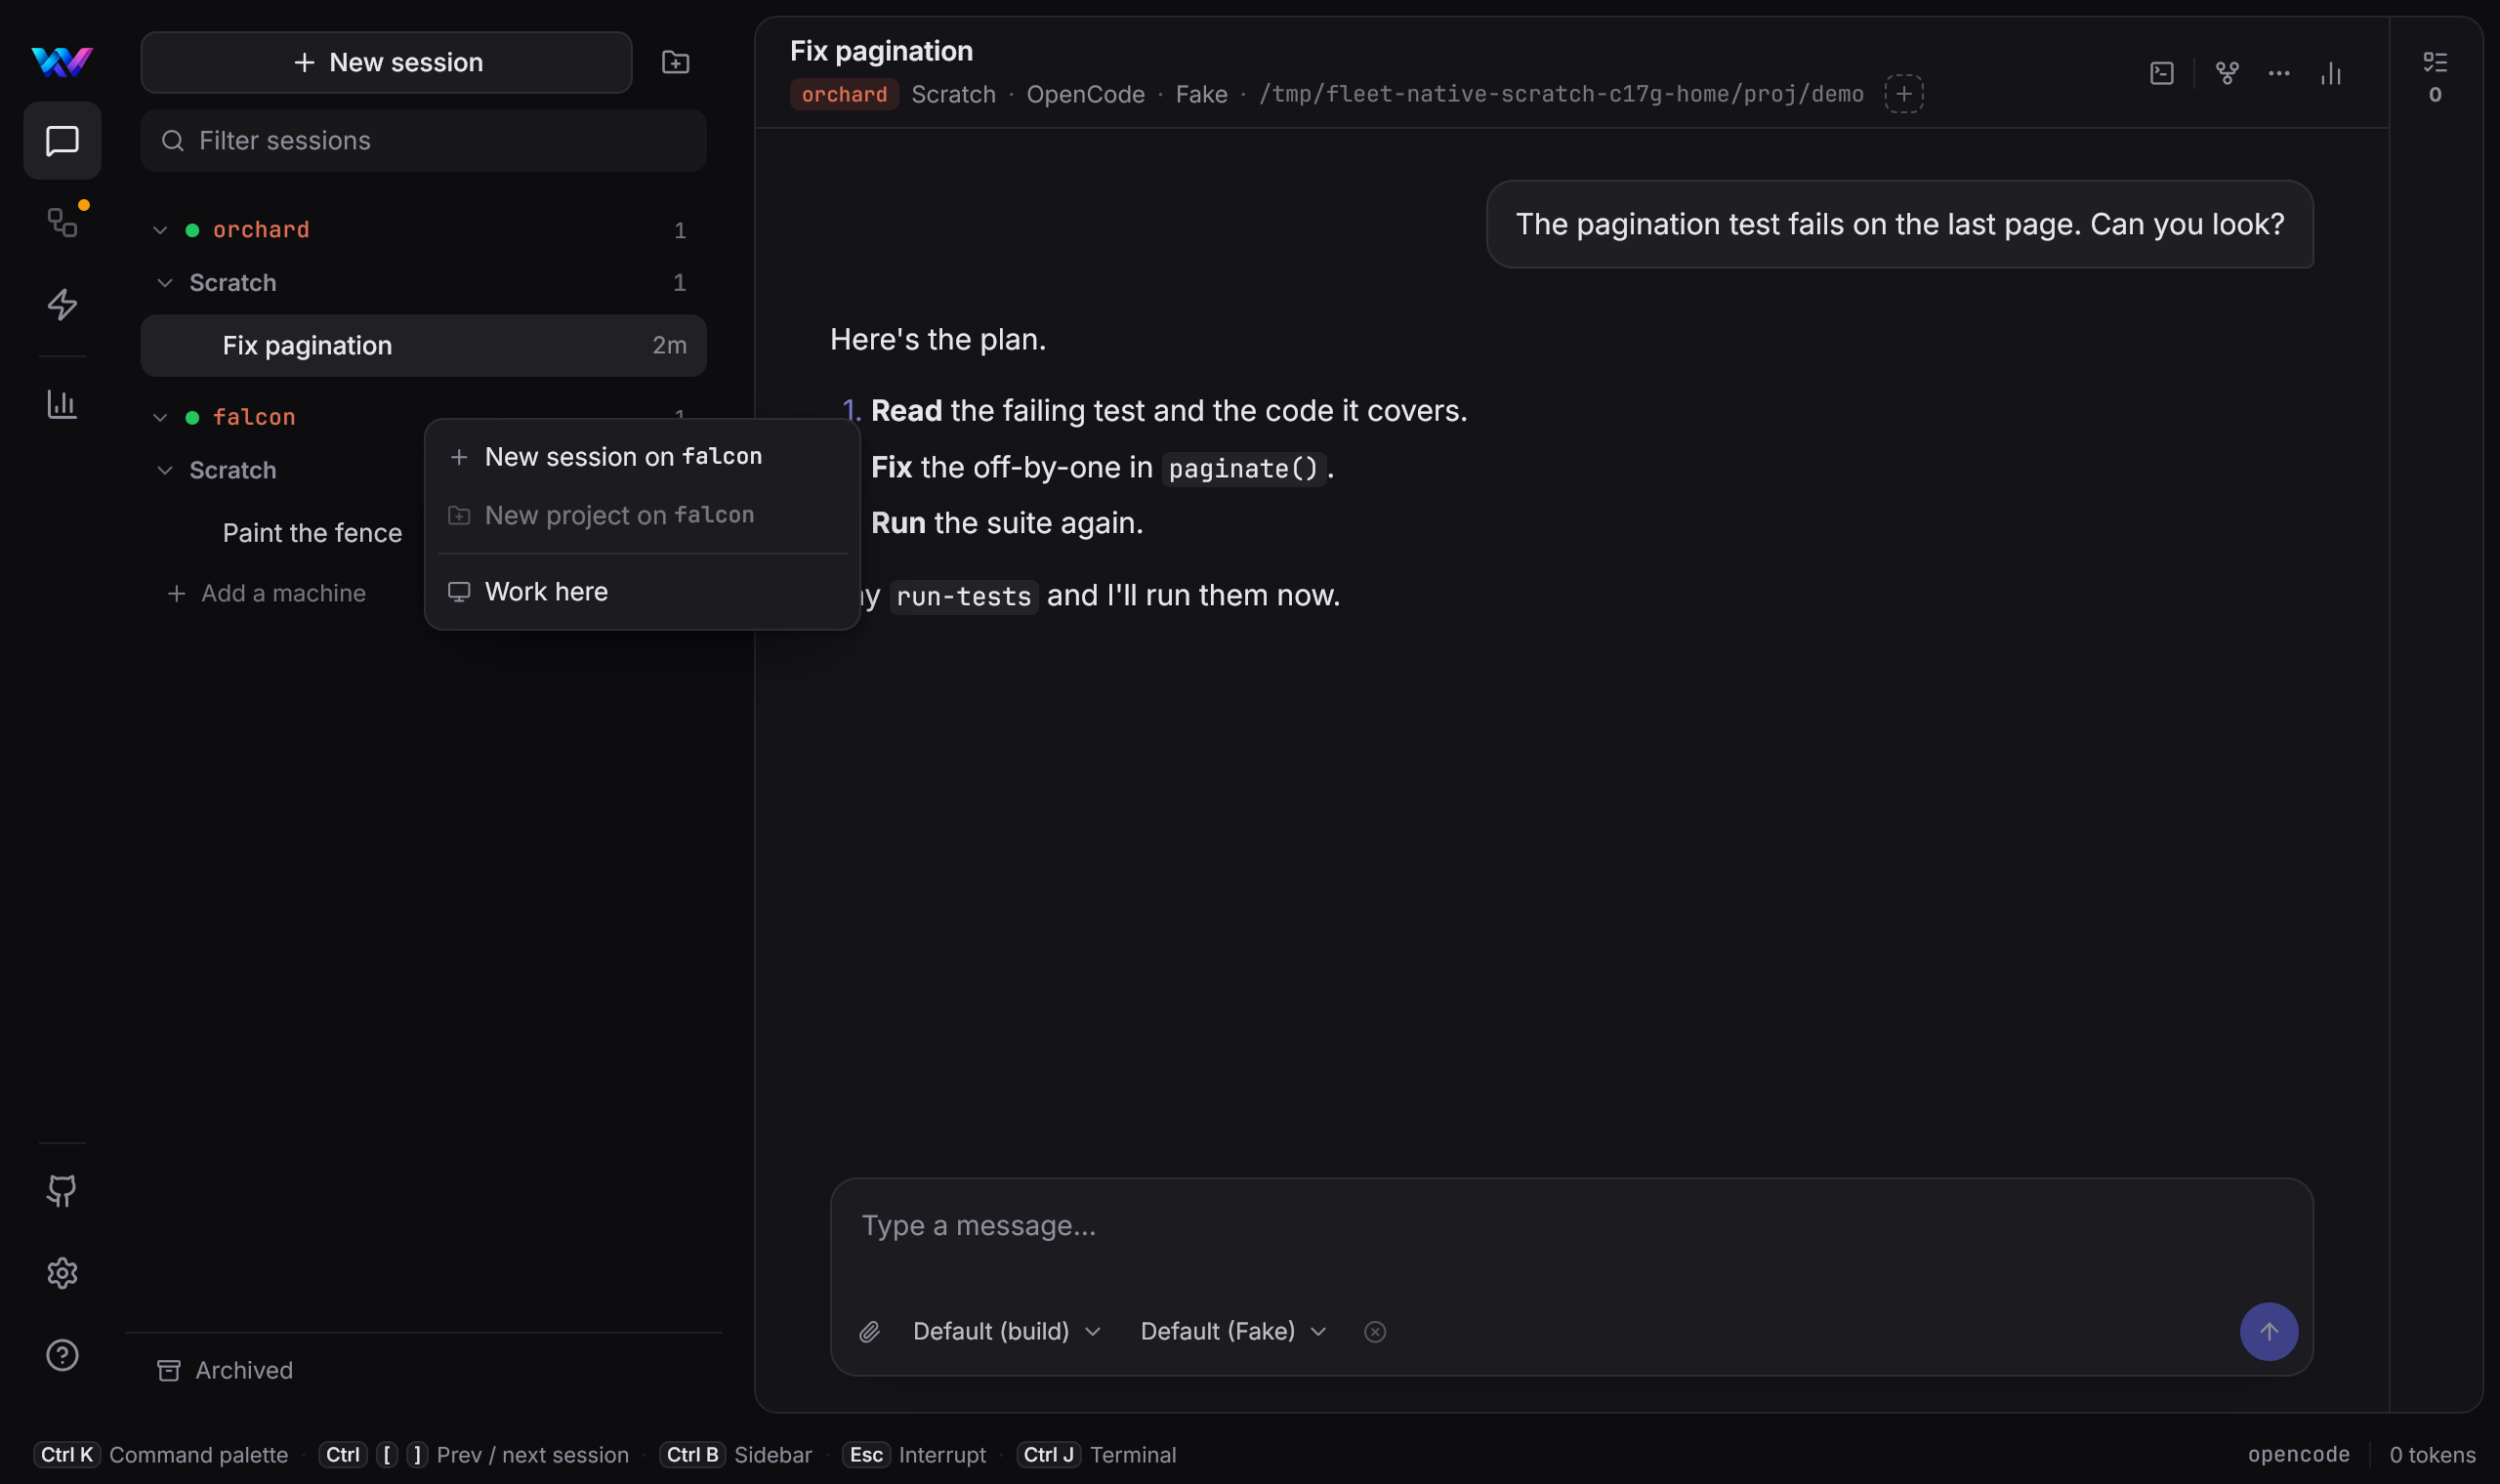 New session
Filter sessions
orchard 1
Scratch 1
Fix pagination 2m
falcon
Scratch
Paint the fence
Add a machine
New session on falcon
New project on falcon
Work here
Archived
Fix pagination
orchard Scratch · OpenCode · Fake · /tmp/fleet-native-scratch-c17g-home/proj/demo
0
The pagination test fails on the last page. Can you look?
Here's the plan.
1. Read the failing test and the code it covers.
Fix the off-by-one in paginate().
Run the suite again.
run-tests and I'll run them now.
Type a message...
Default (build) Default (Fake)
Ctrl K Command palette · Ctrl [ ] Prev / next session · Ctrl B Sidebar · Esc Interrupt · Ctrl J Terminal
opencode 0 tokens